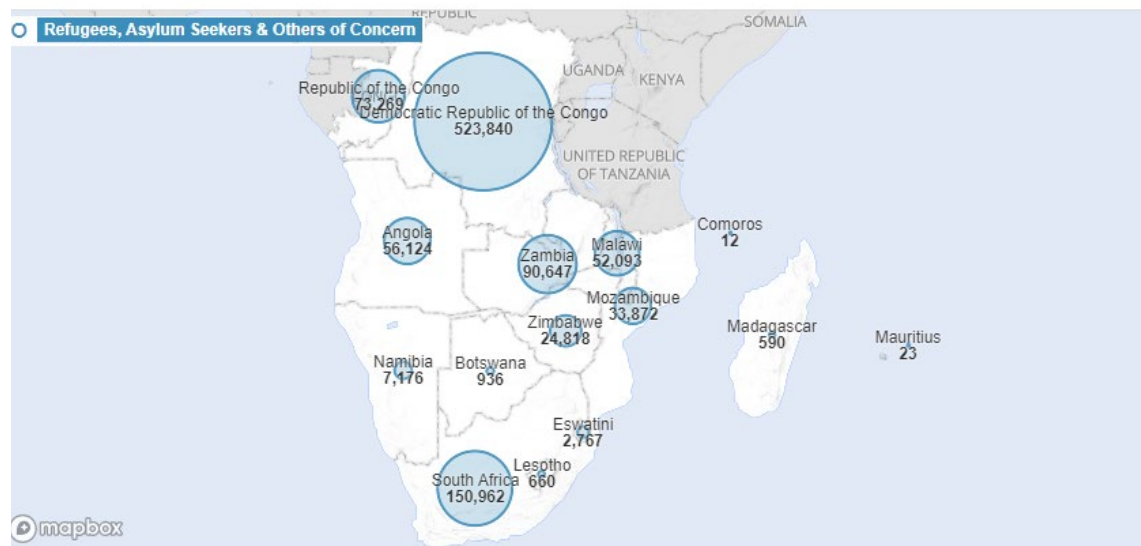 REPUBLIC
SOMALIA
Refugees, Asylum Seekers & Others of Concern
UGANDA
KENYA
Republic of the Congo
73,269
Democratic Republic of the Congo
523,840
UNITED REPUBLIC
OF TANZANIA
Comoros
12
Angola
56,124
Zambia
90,647
Malawi
52,093
Mozambique
33,872
Zimbabwe
24,818
Madagascar
590
Mauritius
23
Namibia
7,176
Botswana
936
Eswatini
2,767
Lesotho
660
South Africa
150,962
mapbox